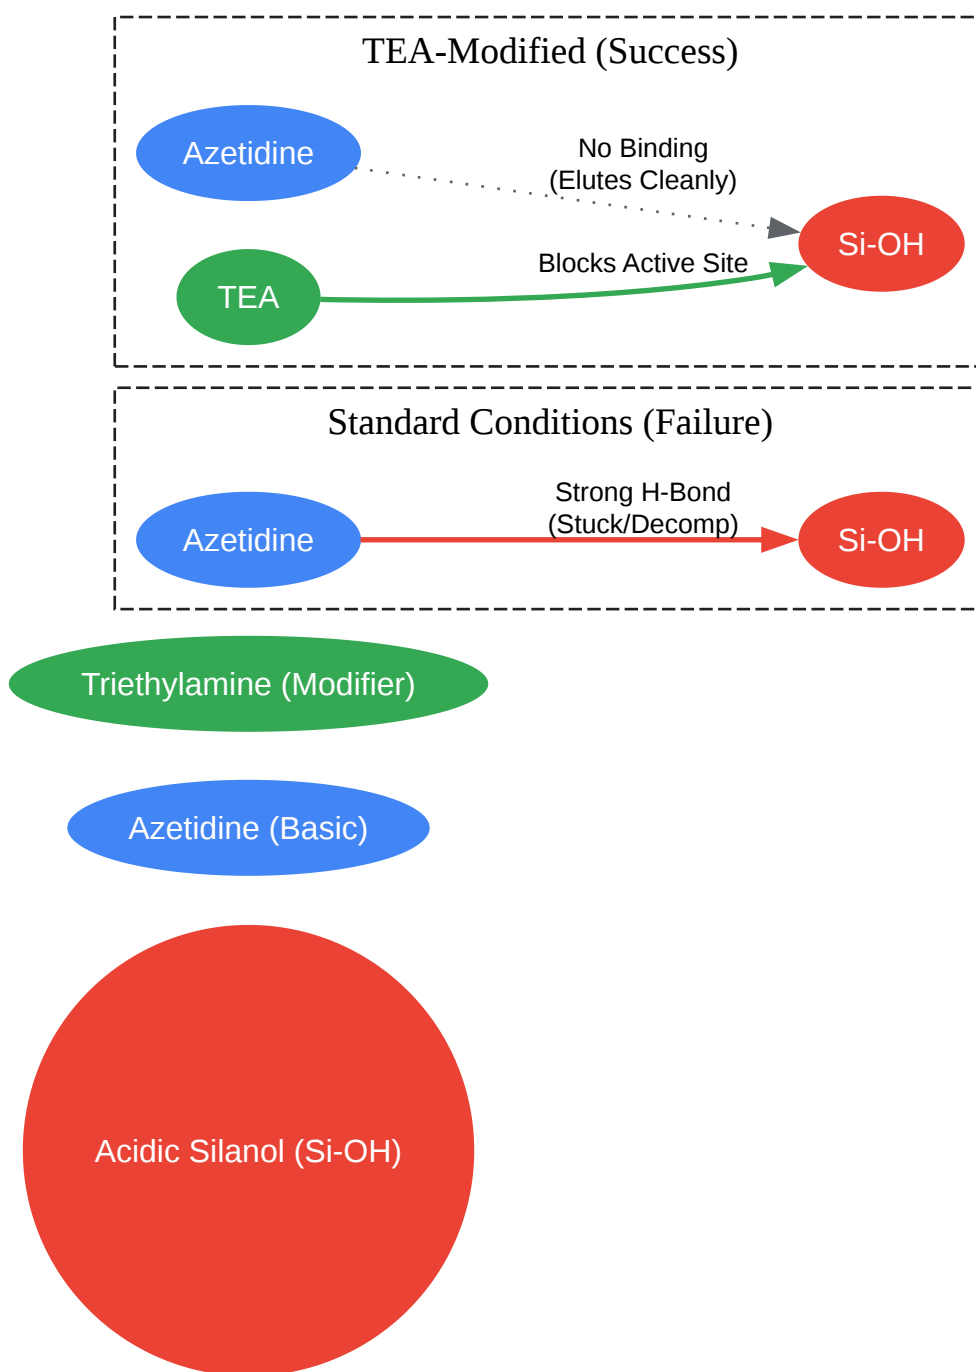 TEA-Modified (Success)
Azetidine
No Binding
(Elutes Cleanly)
Si-OH
Blocks Active Site
TEA
Standard Conditions (Failure)
Azetidine
Strong H-Bond
(Stuck/Decomp)
Si-OH
Triethylamine (Modifier)
Azetidine (Basic)
Acidic Silanol (Si-OH)